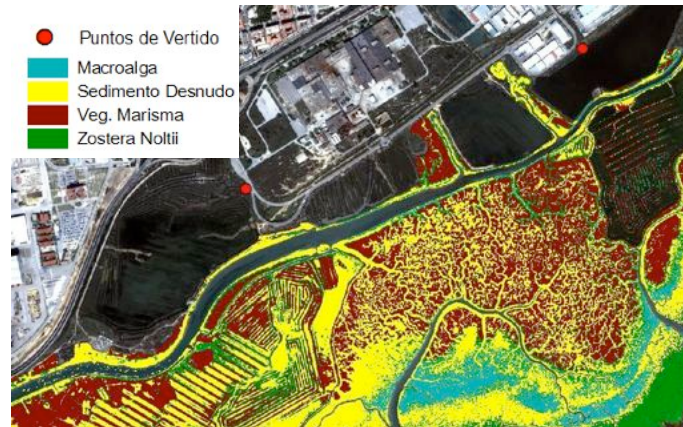 Puntos de Vertido
Macroalga
Sedimento Desnudo
Veg. Marisma
Zostera Noltii